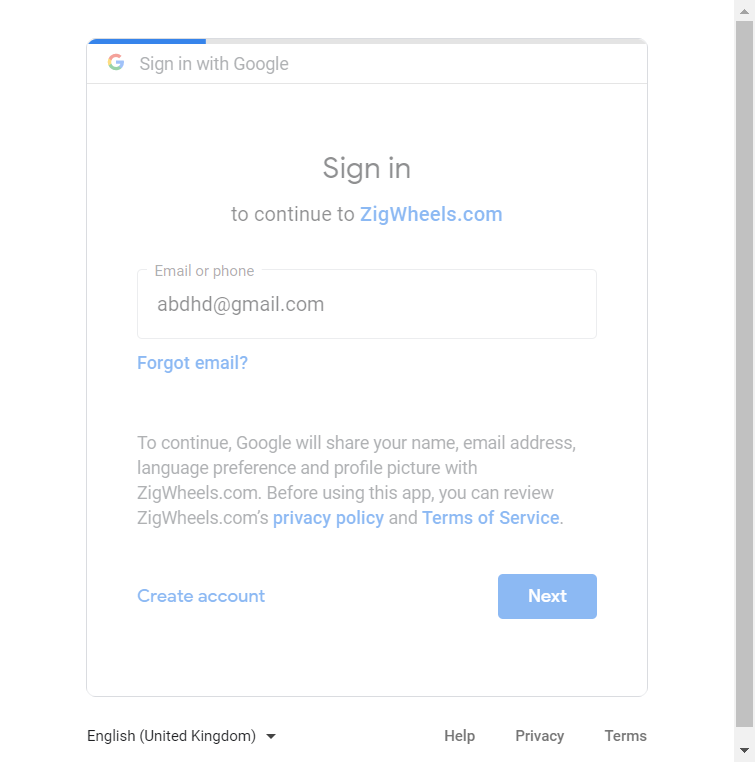 Sign in with Google
Sign in
to continue to ZigWheels.com
Email or phone
abdhd@gmail.com
Forgot email?
To continue, Google will share your name, email address,
language preference and profile picture with
ZigWheels.com. Before using this app, you can review
ZigWheels.com’s privacy policy and Terms of Service.
Create account Next
English (United Kingdom) Help Privacy Terms